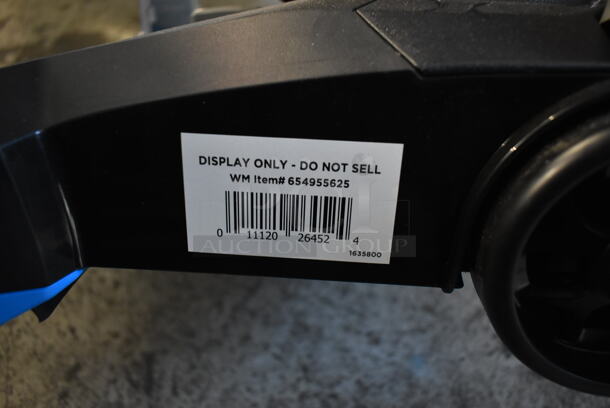 DISPLAY ONLY - DO NOT SELL
WM Item# 654955625
0 11120 26452 4
AUCTION GROUP
1635800